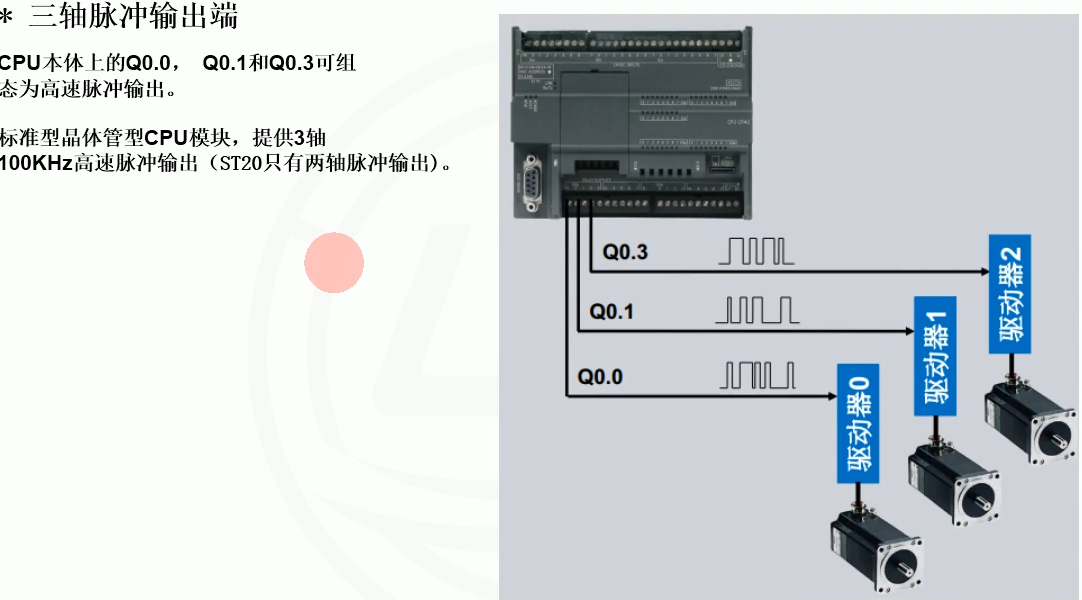 * 三轴脉冲输出端
CPU本体上的Q0.0， Q0.1和Q0.3可组
态为高速脉冲输出。
标准型晶体管型CPU模块，提供3轴
100KHz高速脉冲输出（ST20只有两轴脉冲输出）。
Q0.3
驱动器2
Q0.1
驱动器1
Q0.0
驱动器0